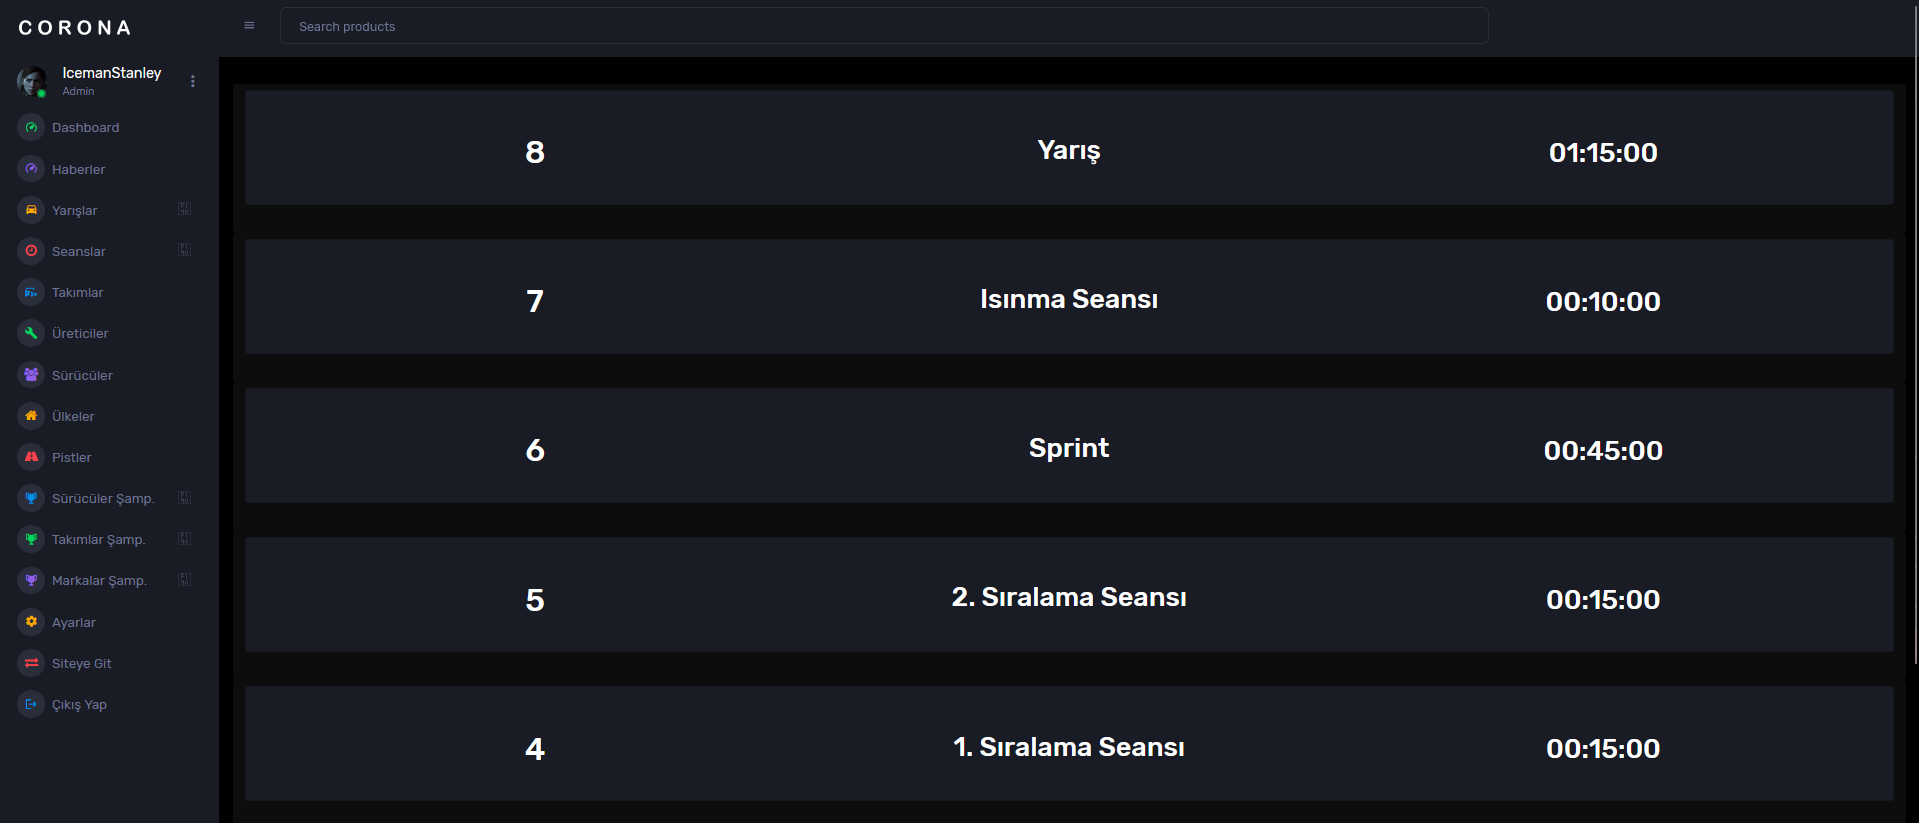 CORONA
Search products
IcemanStanley
Admin
Dashboard
Haberler
Yarışlar
Seanslar
Takımlar
Üreticiler
Sürücüler
Ülkeler
Pistler
Sürücüler Şamp.
Takımlar Şamp.
Markalar Şamp.
Ayarlar
Siteye Git
Çıkış Yap
8 Yarış 01:15:00
7 Isınma Seansı 00:10:00
6 Sprint 00:45:00
5 2. Sıralama Seansı 00:15:00
4 1. Sıralama Seansı 00:15:00